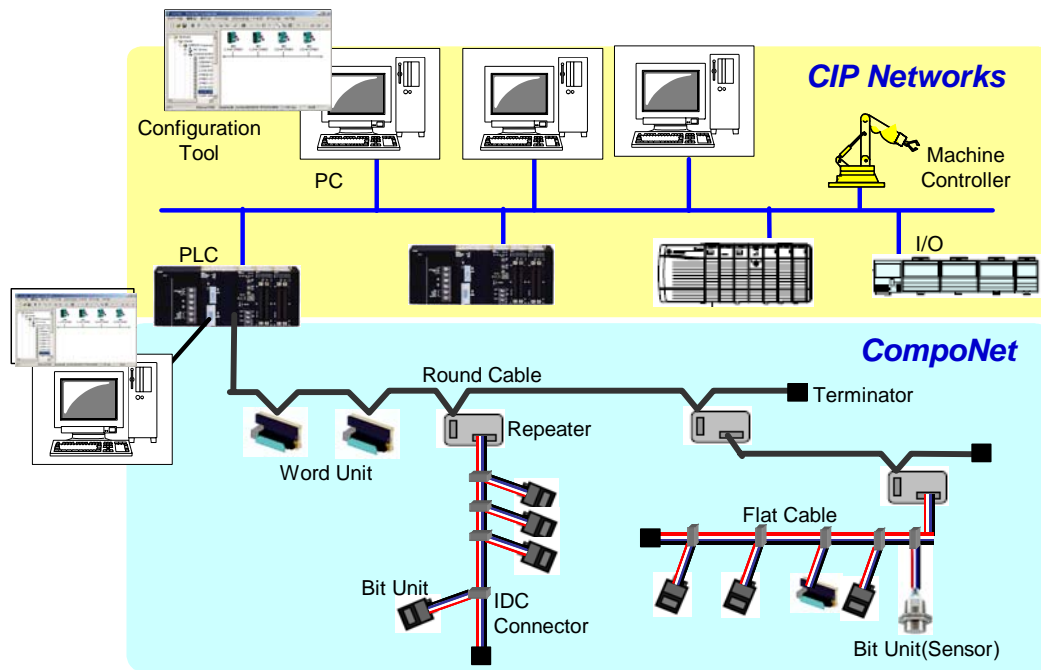 CIP Networks
Configuration
Tool
PC
Machine
Controller
PLC
I/O
CompoNet
Round Cable
Terminator
Repeater
Word Unit
Flat Cable
Bit Unit
IDC
Connector
Bit Unit(Sensor)